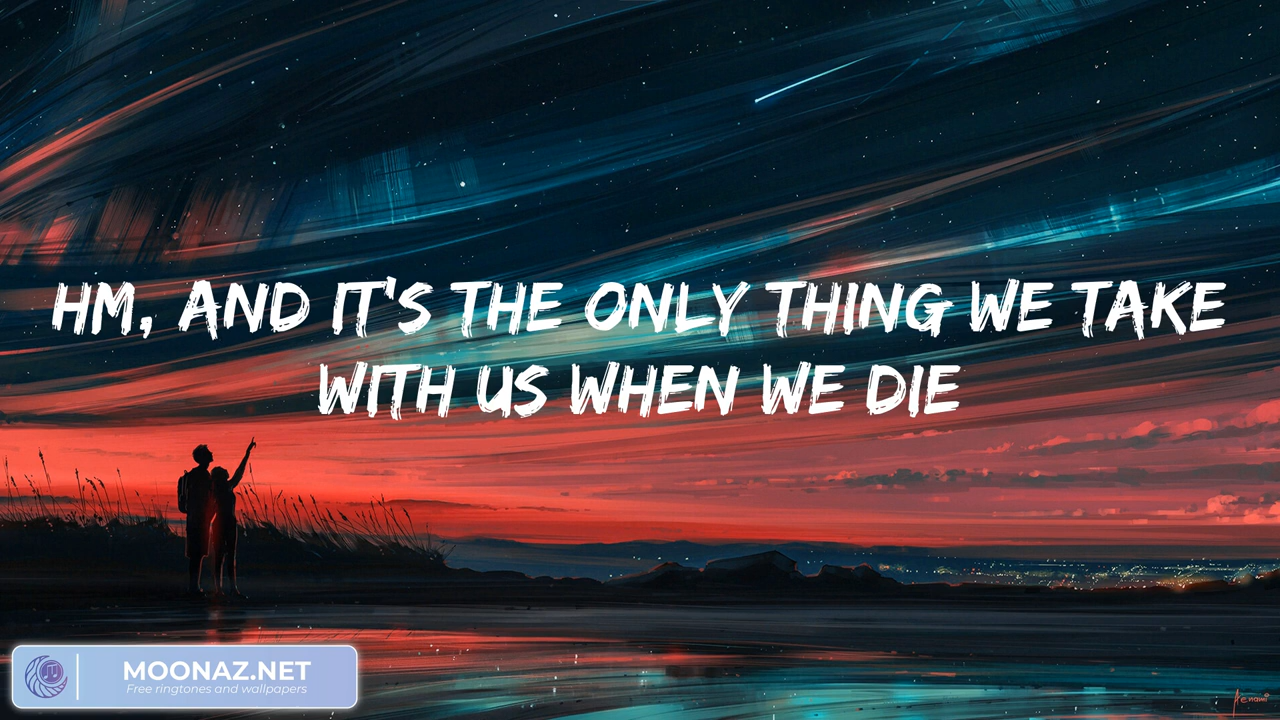 HM, AND IT'S THE ONLY THING WE TAKE
WITH US WHEN WE DIE
MOONAZ.NET
Free ringtones and wallpapers
Aenami